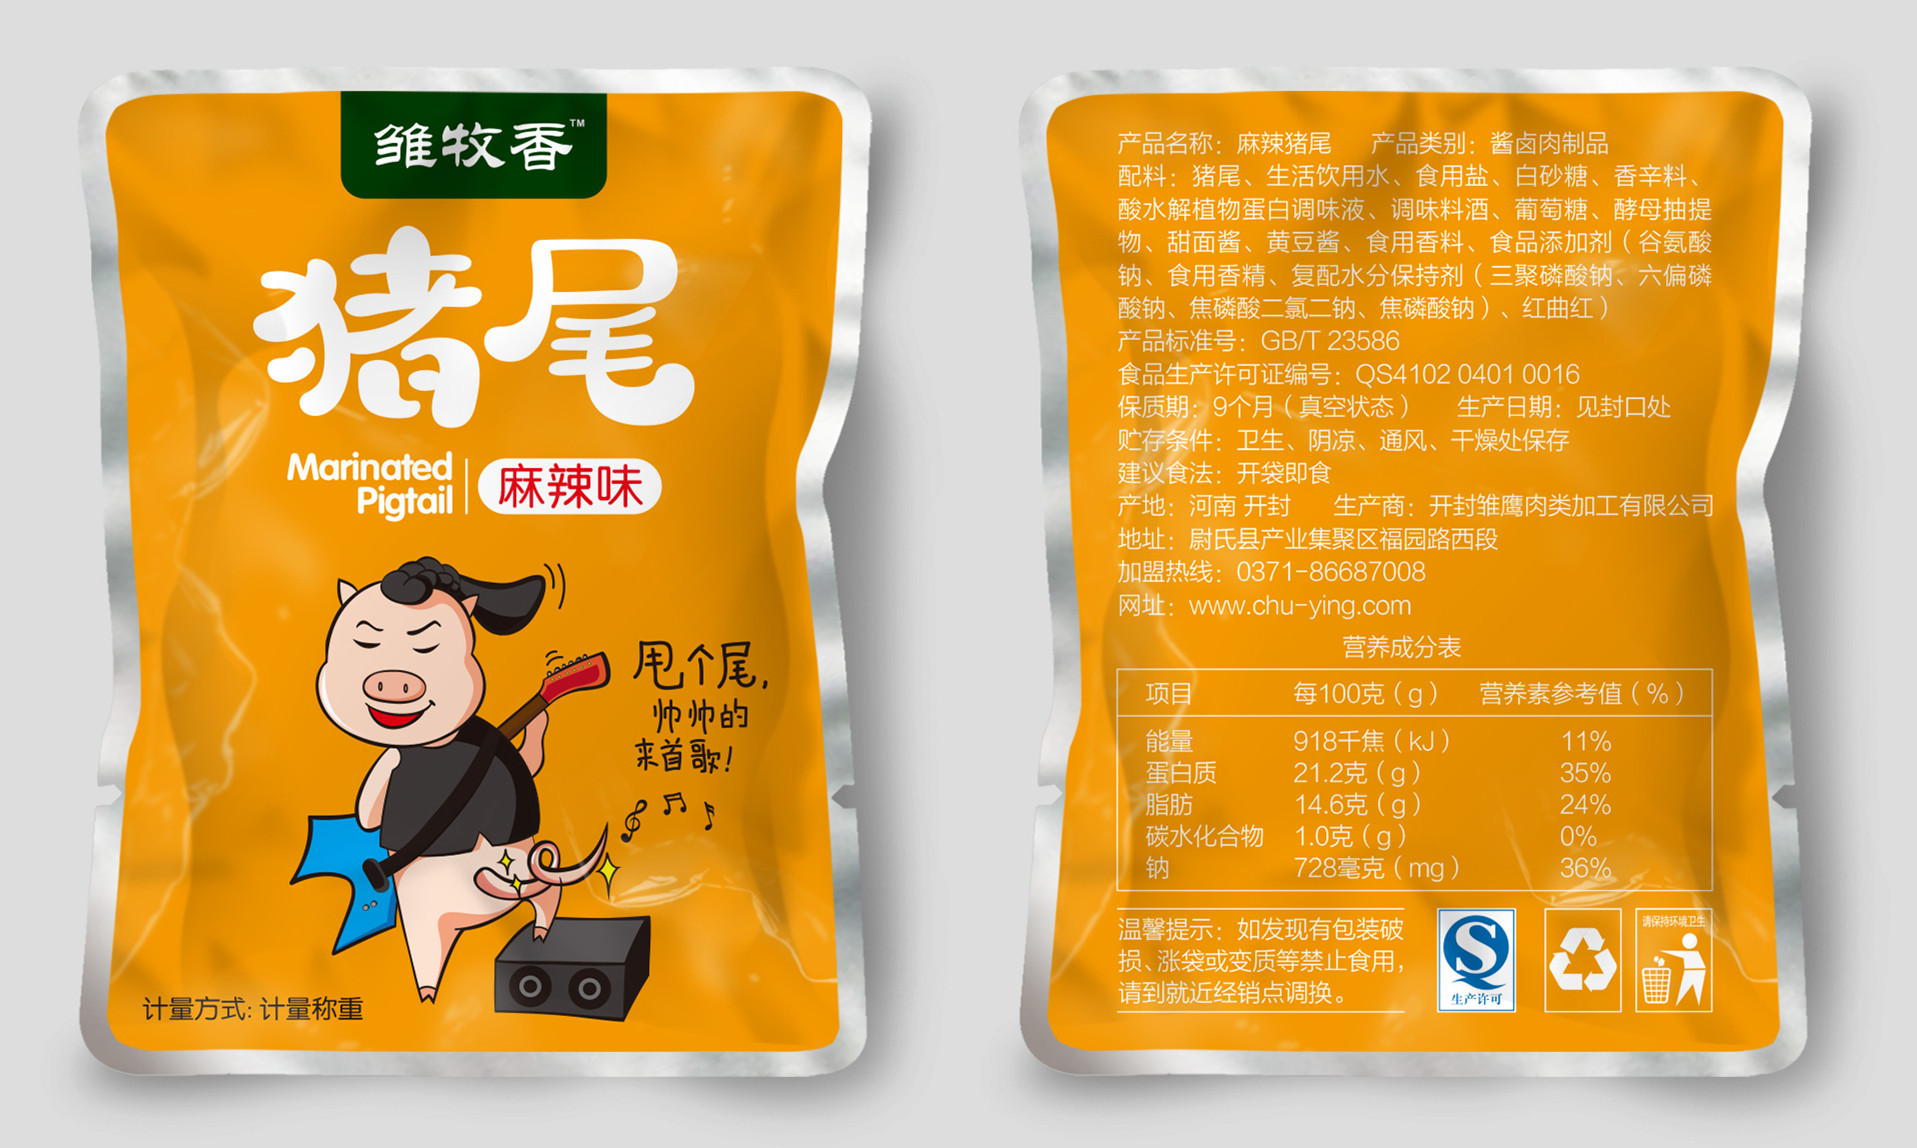 雏牧香™
猪尾
Marinated
Pigtail
麻辣味
甩个尾,
帅帅的
来首歌!
计量方式: 计量称重
产品名称：麻辣猪尾 产品类别：酱卤肉制品
配料：猪尾、生活饮用水、食用盐、白砂糖、香辛料、
酸水解植物蛋白调味液、调味料酒、葡萄糖、酵母抽提
物、甜面酱、黄豆酱、食用香料、食品添加剂（谷氨酸
钠、食用香精、复配水分保持剂（三聚磷酸钠、六偏磷
酸钠、焦磷酸二氯二钠、焦磷酸钠）、红曲红）
产品标准号：GB/T 23586
食品生产许可证编号：QS4102 0401 0016
保质期：9个月（真空状态） 生产日期：见封口处
贮存条件：卫生、阴凉、通风、干燥处保存
建议食法：开袋即食
产地：河南 开封 生产商：开封雏鹰肉类加工有限公司
地址：尉氏县产业集聚区福园路西段
加盟热线：0371-86687008
网址：www.chu-ying.com
营养成分表
项目 每100克（g） 营养素参考值（%）
能量 918千焦（kJ） 11%
蛋白质 21.2克（g） 35%
脂肪 14.6克（g） 24%
碳水化合物 1.0克（g） 0%
钠 728毫克（mg） 36%
温馨提示：如发现有包装破
损、涨袋或变质等禁止食用，
请到就近经销点调换。
生产许可
请保持环境卫生